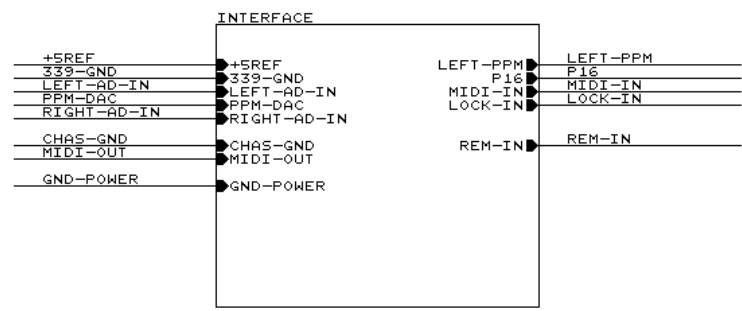 INTERFACE
+5REF +5REF LEFT-PPM LEFT-PPM
339-GND 339-GND P16 P16
LEFT-AD-IN LEFT-AD-IN MIDI-IN MIDI-IN
PPM-DAC PPM-DAC LOCK-IN LOCK-IN
RIGHT-AD-IN RIGHT-AD-IN
CHAS-GND CHAS-GND REM-IN REM-IN
MIDI-OUT MIDI-OUT
GND-POWER GND-POWER